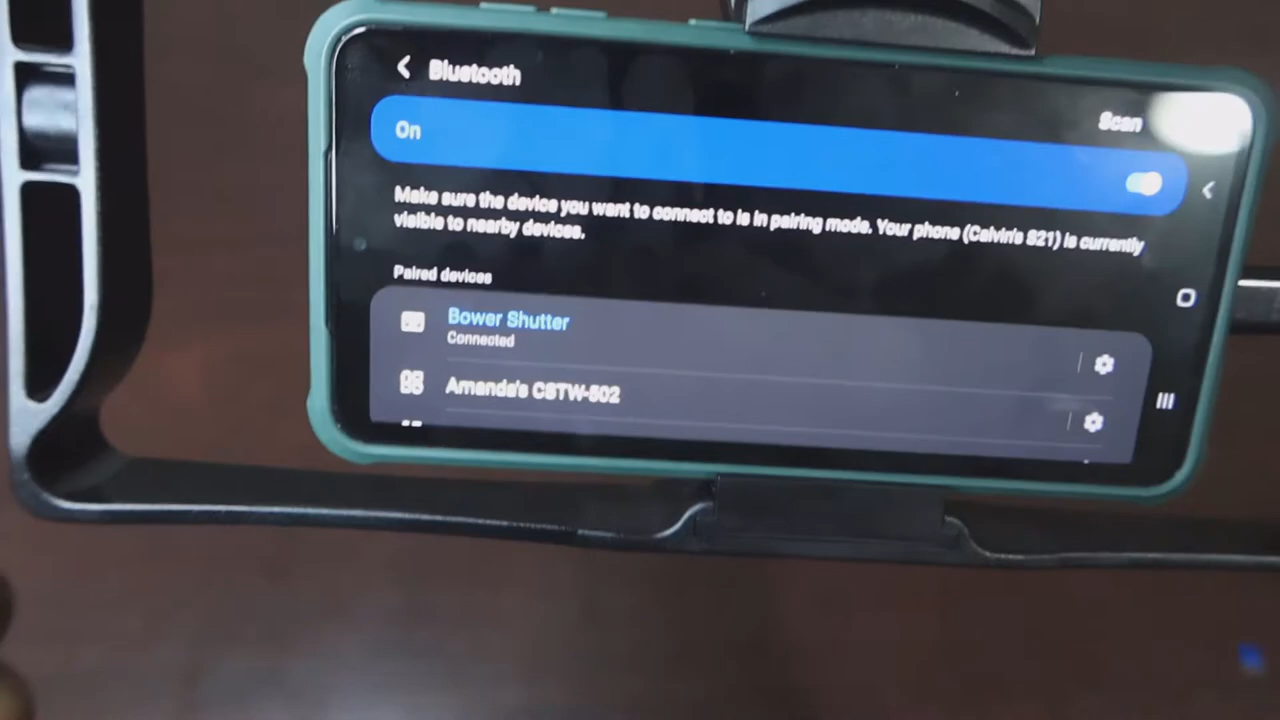 Bluetooth
Scan
On
Make sure the device you want to connect to is in pairing mode. Your phone (Calvin's S21) is currently
visible to nearby devices.
Paired devices
Bower Shutter
Connected
Amanda's CSTW-502